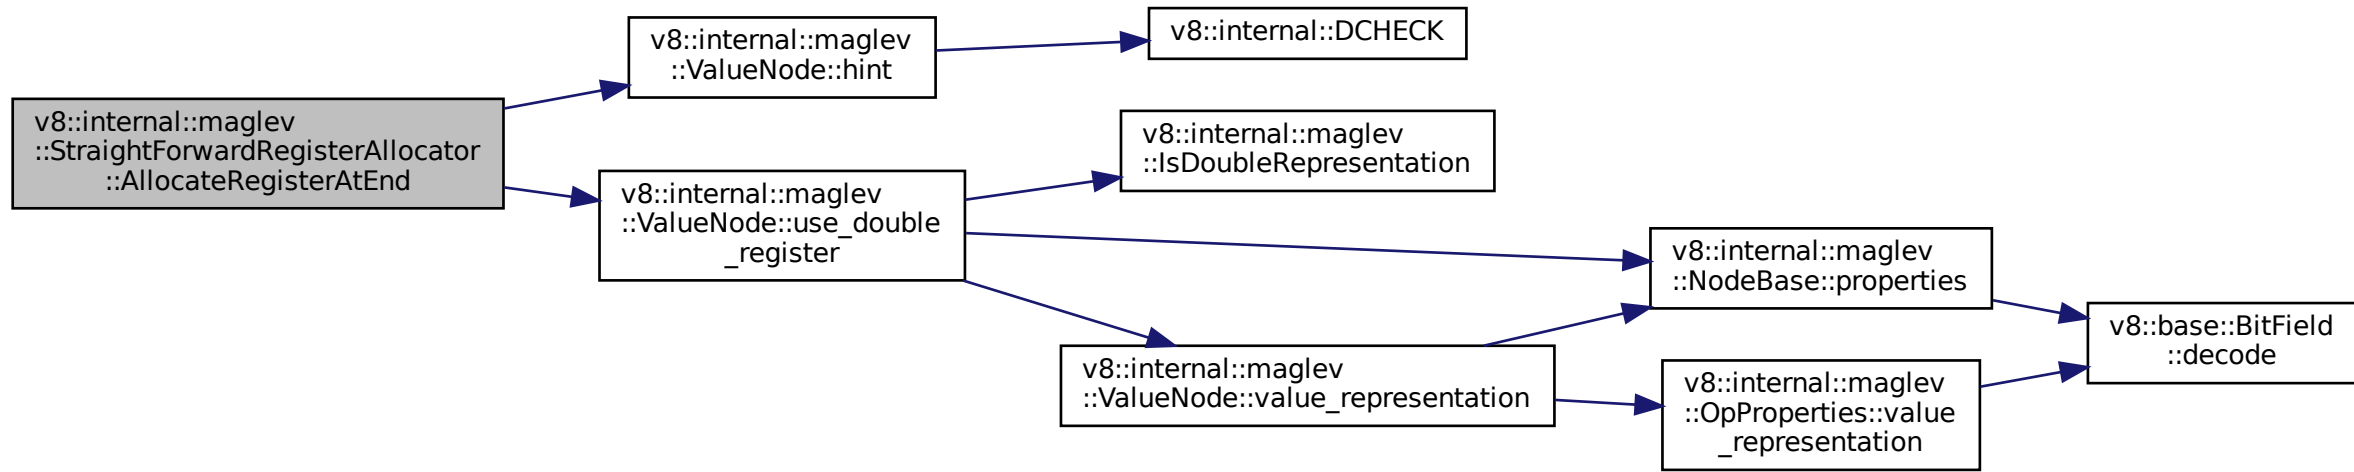 v8::internal::maglev
::StraightForwardRegisterAllocator
::AllocateRegisterAtEnd
v8::internal::maglev
::ValueNode::hint
v8::internal::DCHECK
v8::internal::maglev
::ValueNode::use_double
_register
v8::internal::maglev
::IsDoubleRepresentation
v8::internal::maglev
::NodeBase::properties
v8::internal::maglev
::ValueNode::value_representation
v8::internal::maglev
::OpProperties::value
_representation
v8::base::BitField
::decode